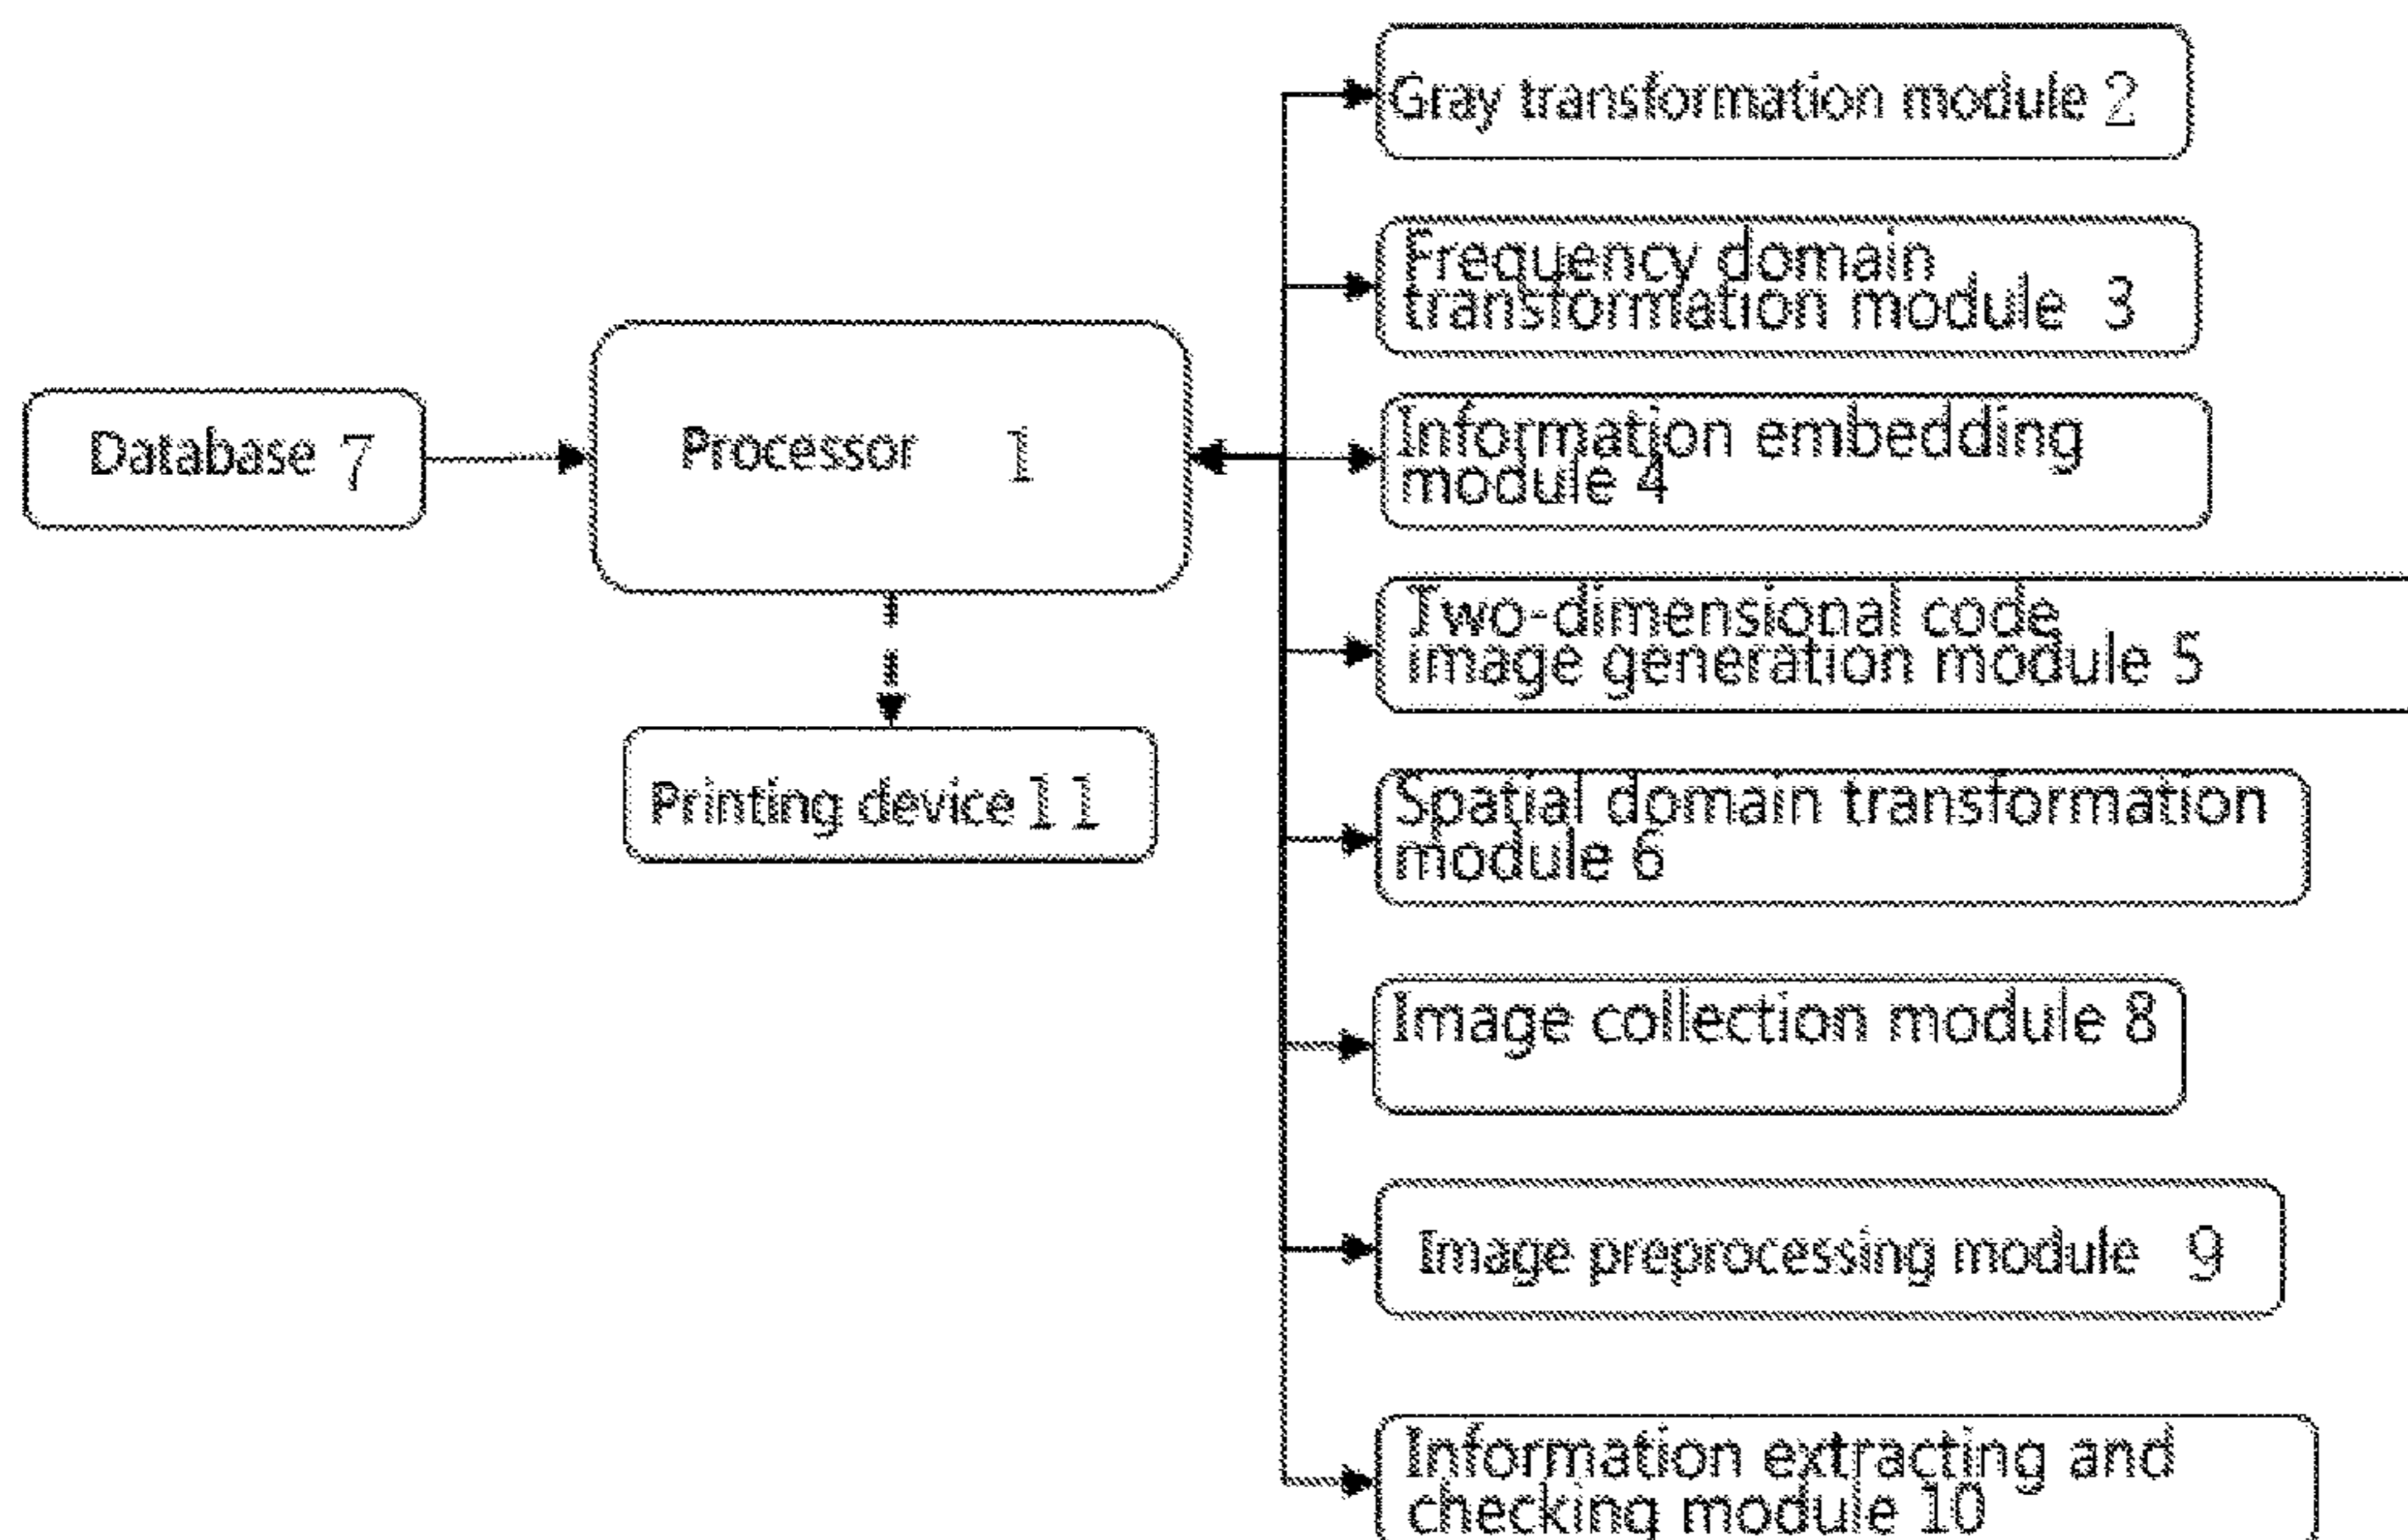 Gray transformation module 2
Frequency domain
transformation module 3
Database 7
Processor 1
Information embedding
module 4
Two-dimensional code
image generation module 5
Printing device 11
Spatial domain transformation
module 6
Image collection module 8
Image preprocessing module 9
Information extracting and
checking module 10